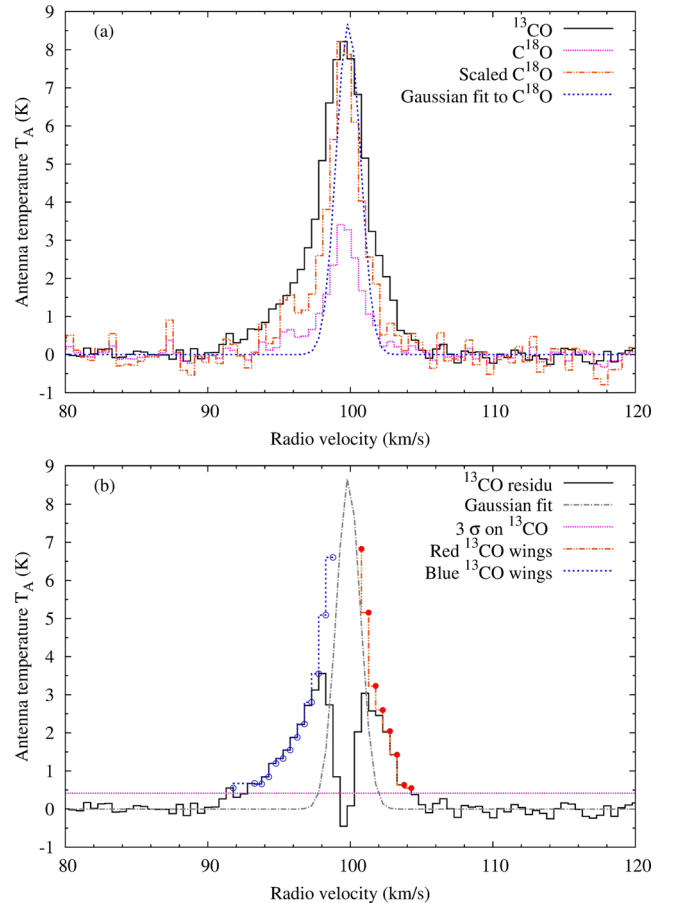 (a)
¹³CO
C¹⁸O
Scaled C¹⁸O
Gaussian fit to C¹⁸O
Antenna temperature T_A (K)
9
8
7
6
5
4
3
2
1
0
-1
80 90 100 110 120
Radio velocity (km/s)
(b)
¹³CO residu
Gaussian fit
3 σ on ¹³CO
Red ¹³CO wings
Blue ¹³CO wings
Antenna temperature T_A (K)
9
8
7
6
5
4
3
2
1
0
-1
80 90 100 110 120
Radio velocity (km/s)